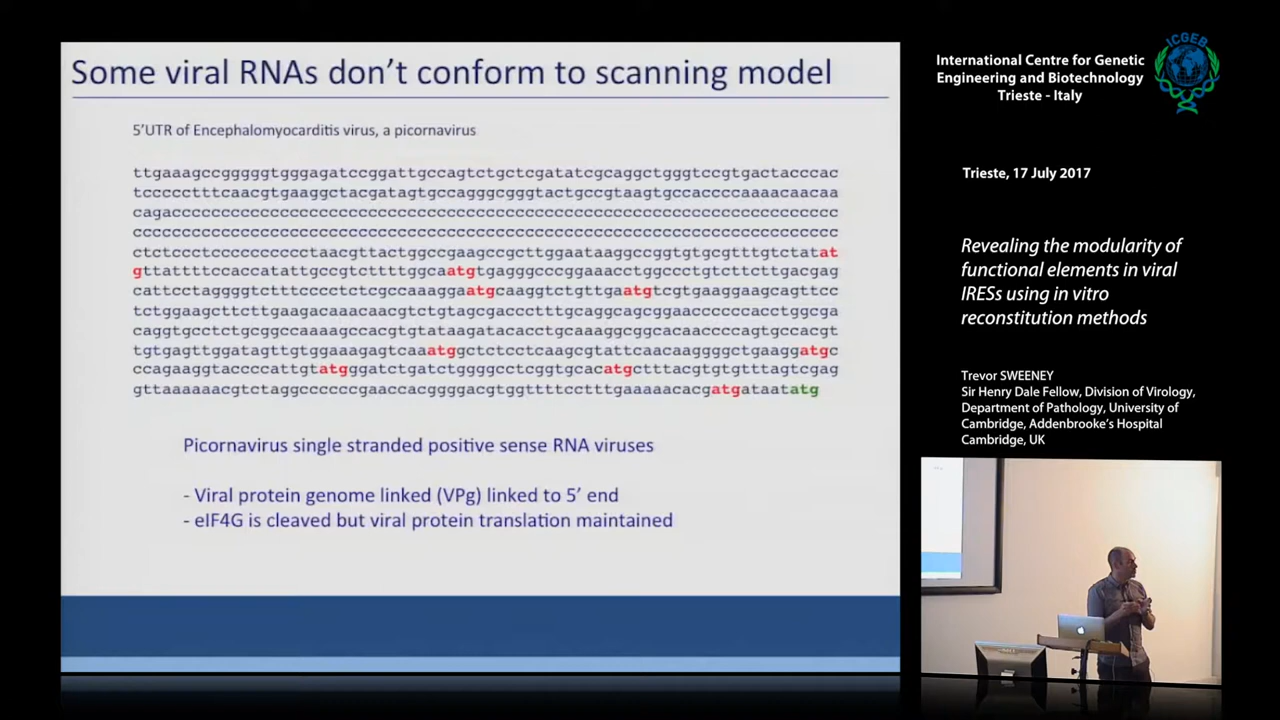 Some viral RNAs don't conform to scanning model
5'UTR of Encephalomyocarditis virus, a picornavirus
ttgaaagccgggggtgggagatccggattgccagtctgctcgatatcgcaggctgggtccgtgactacccac
tcccccttt​caacgtgaaggctacgatagtgccagggcgggtactgccgtaagtgccaccccaaaacaacaa
cagaccccccccccccccccccccccccccccccccccccccccccccccccccccccccccccccccccc
cccccccccccccccccccccccccccccccccccccccccccccccccccccccccccccccccccccccc
ctctccctccccccccccctaacgttactggccgaagccgcttggaataaggccggtgtgcgtttgtctatat
gttattttccaccatattgccgtcttttggcaatgtgagggcccggaaacctggccctgtcttcttgacgag
cattcctaggggtctttcccctctcgccaaaggaatgcaaggtctgttgaatgtcgtgaaggaagcagttcc
tctggaagcttcttgaagacaaacaacgtctgtagcgaccctttgcaggcagcggaaccccccacctggcga
caggtgcctctgcggccaaaagccacgtgtataagatacacctgcaaaggcggcacaaccccagtgccacgt
tgtgagttggatagttgtggaaagagtcaaatggctctcctcaagcgtattcaacaaggggctgaaggatgc
ccagaaggtaccccattgtatgggatctgatctggggcctcggtgcacatgctttacgtgtgtttagtcgag
gttaaaaaacgtctaggccccccgaaccacggggacgtggttttcctttgaaaaacacgatgataatatg
Picornavirus single stranded positive sense RNA viruses
- Viral protein genome linked (VPg) linked to 5' end
- eIF4G is cleaved but viral protein translation maintained
International Centre for Genetic
Engineering and Biotechnology
Trieste - Italy
ICGEB
Trieste, 17 July 2017
Revealing the modularity of
functional elements in viral
IRESs using in vitro
reconstitution methods
Trevor SWEENEY
Sir Henry Dale Fellow, Division of Virology,
Department of Pathology, University of
Cambridge, Addenbrooke's Hospital
Cambridge, UK